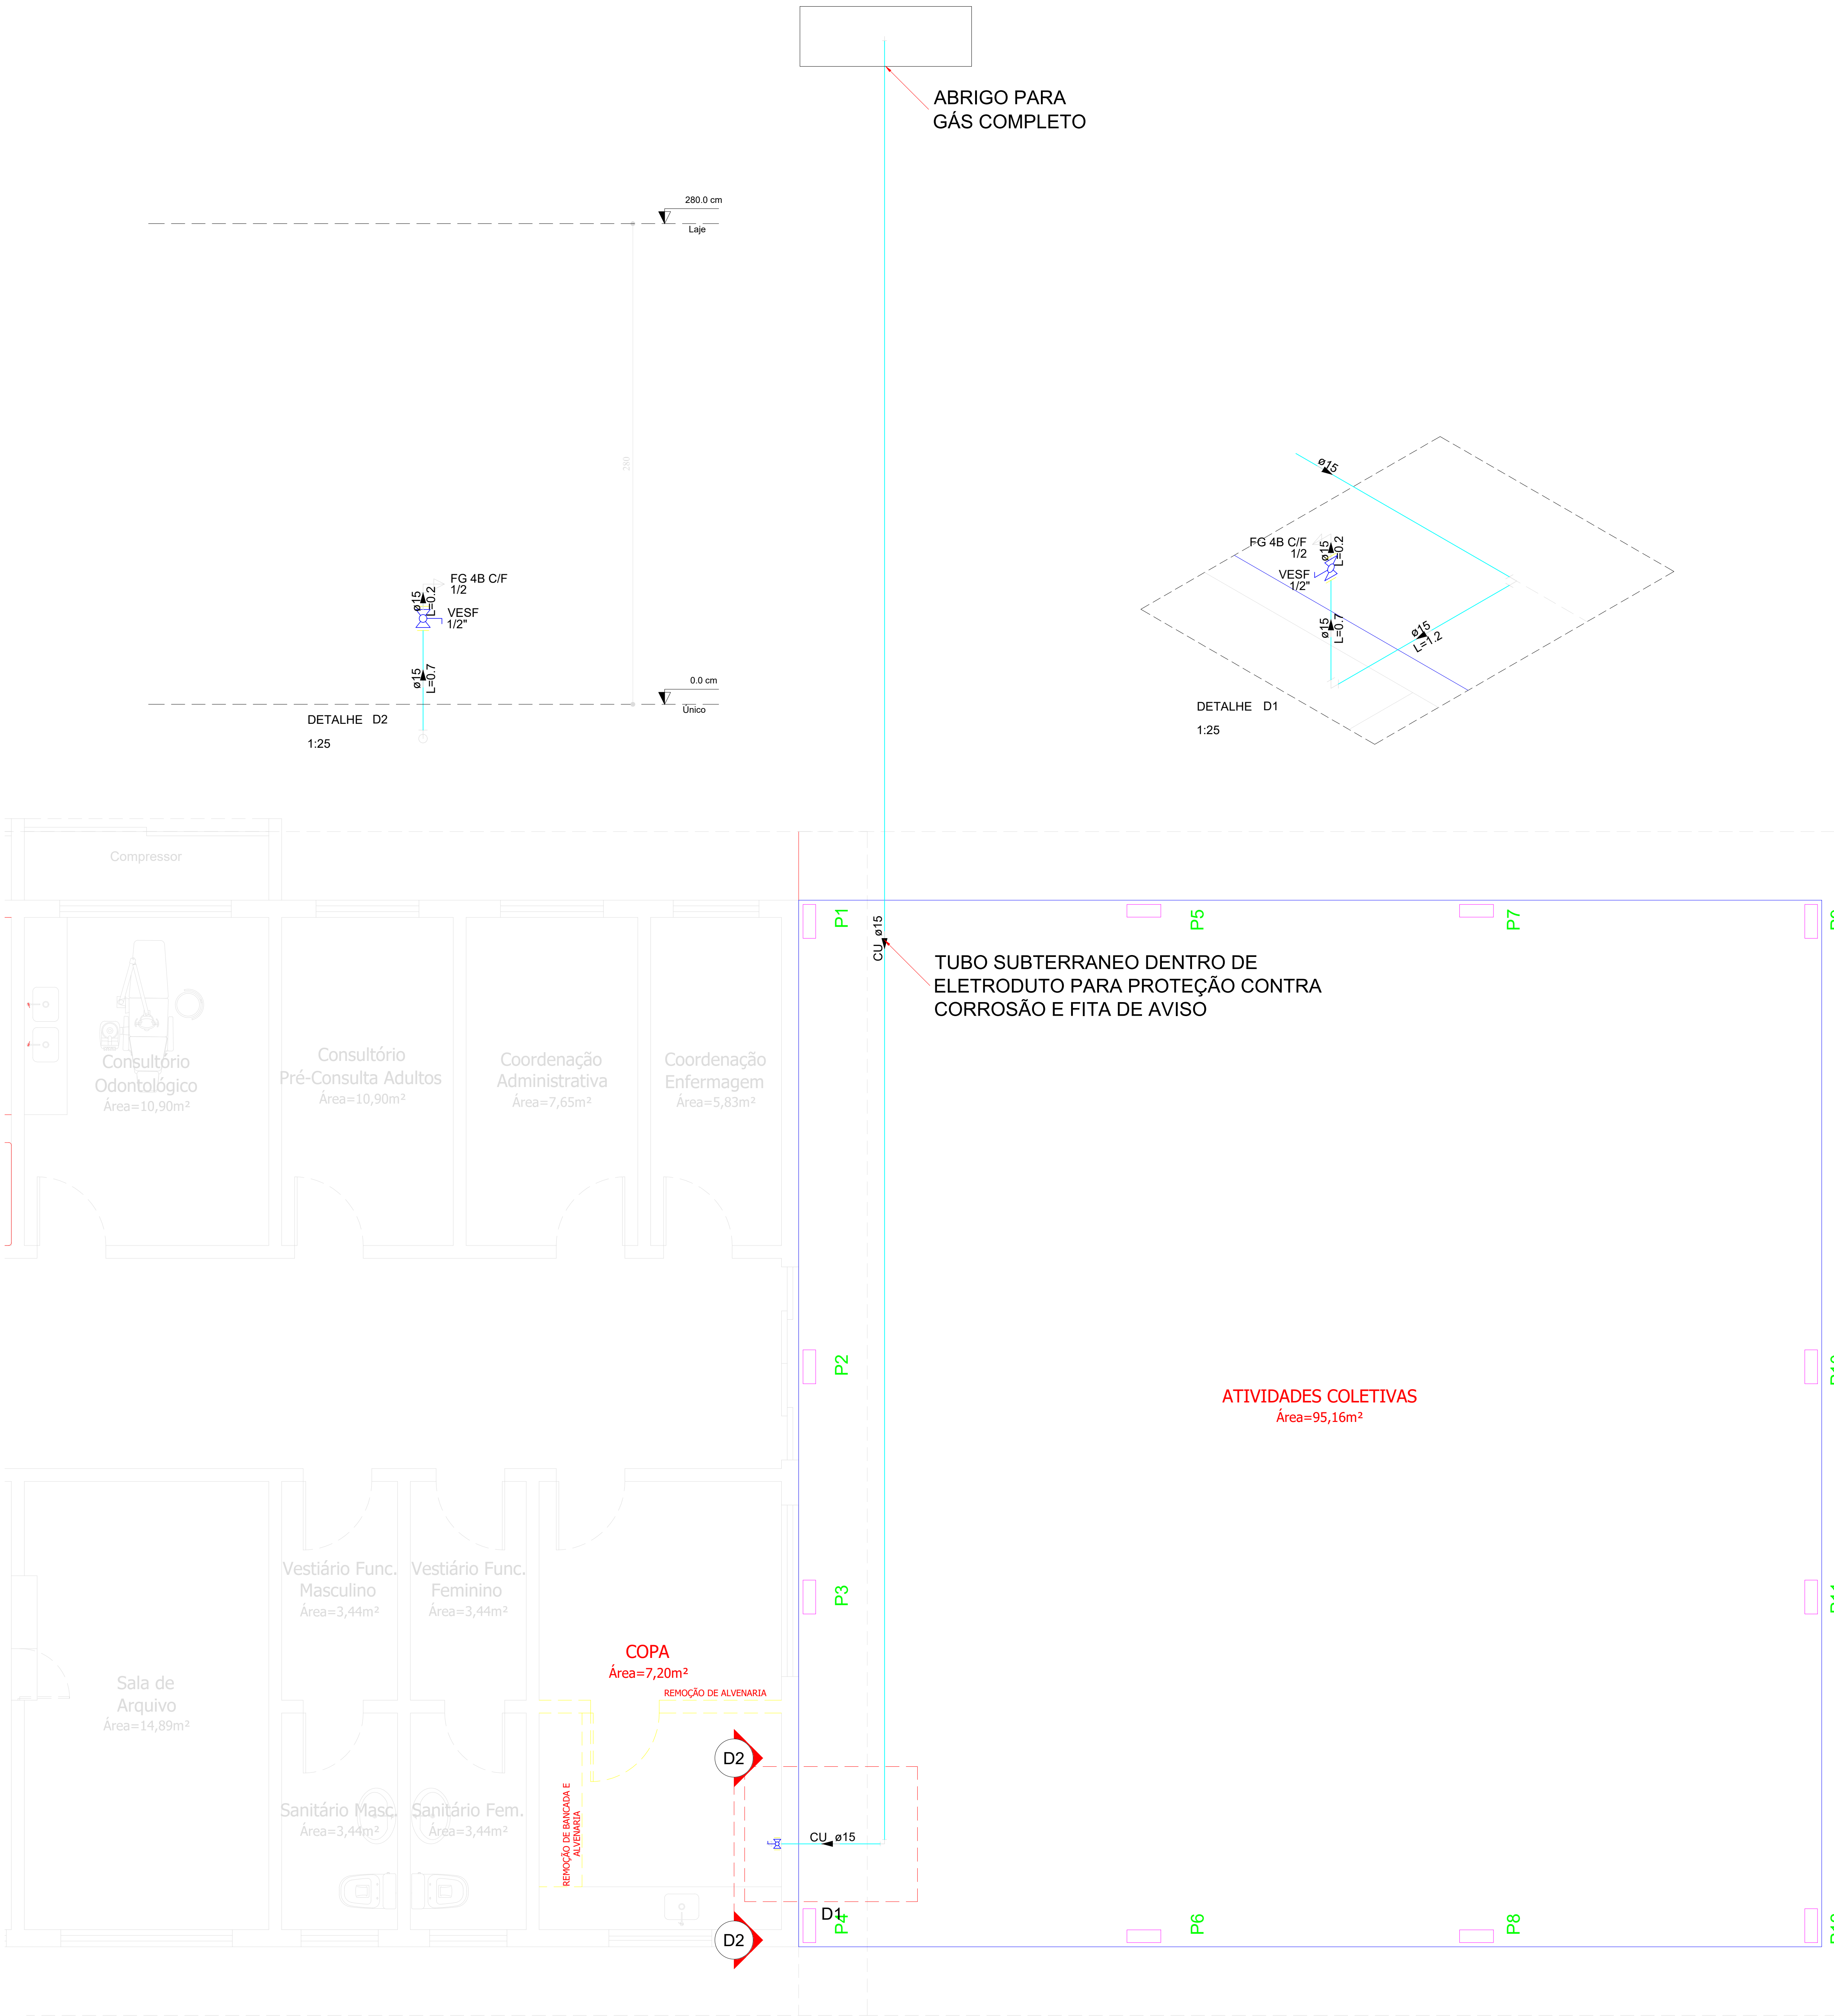 ABRIGO PARA
GÁS COMPLETO
280.0 cm
Laje
280
FG 4B C/F
1/2
VESF
1/2"
ø15
L=0.2
ø15
L=0.7
0.0 cm
Único
DETALHE D2
1:25
ø15
FG 4B C/F
1/2
VESF
1/2"
ø15
L=0.2
ø15
L=0.7
ø15
L=1.2
DETALHE D1
1:25
Compressor
P1
P5
P7
CU ø15
TUBO SUBTERRANEO DENTRO DE
ELETRODUTO PARA PROTEÇÃO CONTRA
CORROSÃO E FITA DE AVISO
Consultório
Odontológico
Área=10,90m²
Consultório
Pré-Consulta Adultos
Área=10,90m²
Coordenação
Administrativa
Área=7,65m²
Coordenação
Enfermagem
Área=5,83m²
P2
ATIVIDADES COLETIVAS
Área=95,16m²
Vestiário Func.
Masculino
Área=3,44m²
Vestiário Func.
Feminino
Área=3,44m²
P3
COPA
Área=7,20m²
REMOÇÃO DE ALVENARIA
Sala de
Arquivo
Área=14,89m²
D2
Sanitário Masc.
Área=3,44m²
Sanitário Fem.
Área=3,44m²
REMOÇÃO DE BANCADA E
ALVENARIA
CU ø15
D1
P4
P6
P8
D2